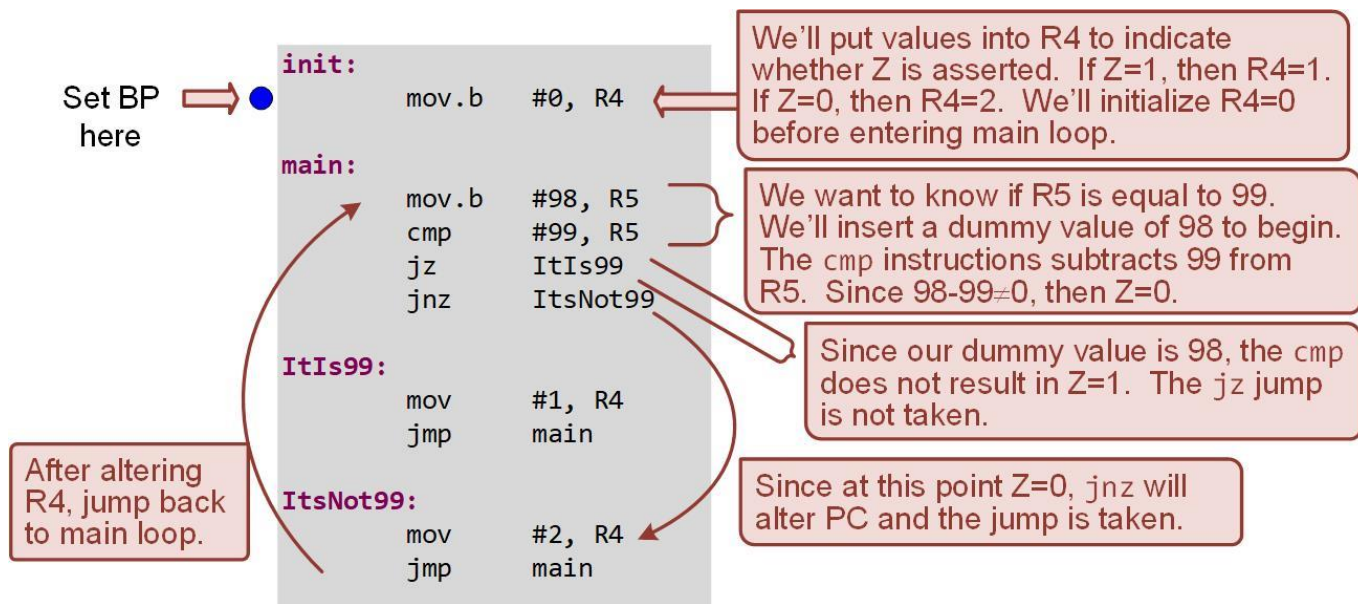 Set BP
here
init:
mov.b #0, R4
We'll put values into R4 to indicate
whether Z is asserted. If Z=1, then R4=1.
If Z=0, then R4=2. We'll initialize R4=0
before entering main loop.
main:
mov.b #98, R5
cmp #99, R5
jz ItIs99
jnz ItsNot99
We want to know if R5 is equal to 99.
We'll insert a dummy value of 98 to begin.
The cmp instructions subtracts 99 from
R5. Since 98-99≠0, then Z=0.
Since our dummy value is 98, the cmp
does not result in Z=1. The jz jump
is not taken.
ItIs99:
mov #1, R4
jmp main
After altering
R4, jump back
to main loop.
ItsNot99:
mov #2, R4
jmp main
Since at this point Z=0, jnz will
alter PC and the jump is taken.